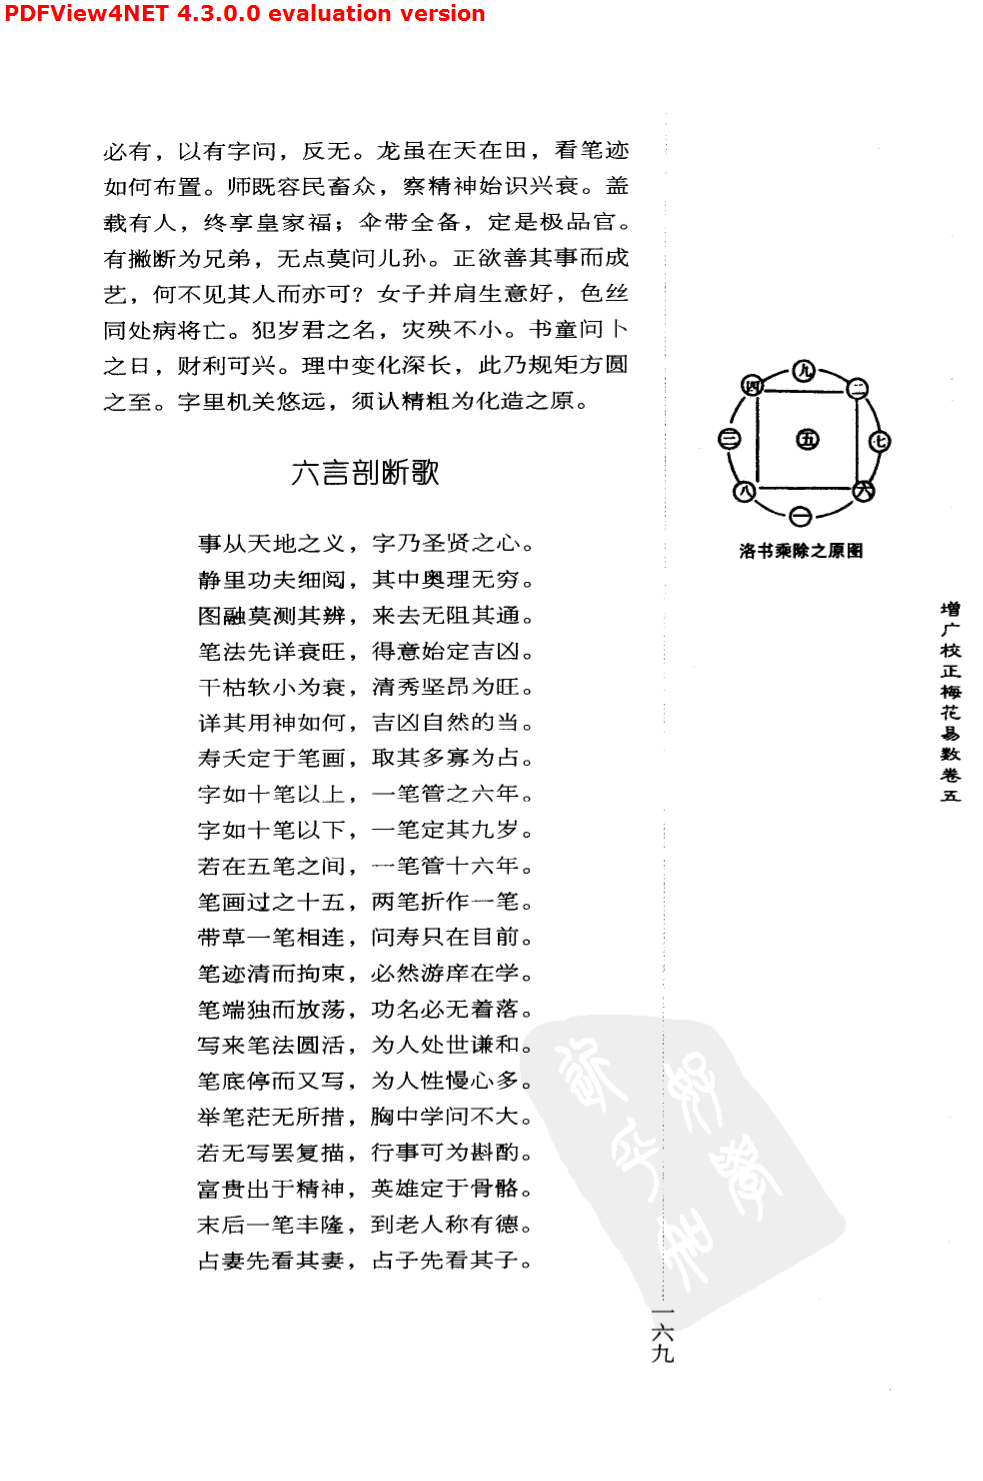 PDFView4NET 4.3.0.0 evaluation version
必有，以有字问，反无。龙虽在天在田，看笔迹
如何布置。师既容民畜众，察精神始识兴衰。盖
载有人，终享皇家福；伞带全备，定是极品官。
有撇断为兄弟，无点莫问儿孙。正欲善其事而成
艺，何不见其人而亦可？女子并肩生意好，色丝
同处病将亡。犯岁君之名，灾殃不小。书童问卜
之日，财利可兴。理中变化深长，此乃规矩方圆
之至。字里机关悠远，须认精粗为化造之原。
六言剖断歌
事从天地之义，字乃圣贤之心。
静里功夫细阅，其中奥理无穷。
图融莫测其辨，来去无阻其通。
笔法先详衰旺，得意始定吉凶。
干枯软小为衰，清秀坚昂为旺。
详其用神如何，吉凶自然的当。
寿夭定于笔画，取其多寡为占。
字如十笔以上，一笔管之六年。
字如十笔以下，一笔定其九岁。
若在五笔之间，一笔管十六年。
笔画过之十五，两笔折作一笔。
带草一笔相连，问寿只在目前。
笔迹清而拘束，必然游庠在学。
笔端独而放荡，功名必无着落。
写来笔法圆活，为人处世谦和。
笔底停而又写，为人性慢心多。
举笔茫无所措，胸中学问不大。
若无写罢复描，行事可为斟酌。
富贵出于精神，英雄定于骨骼。
末后一笔丰隆，到老人称有德。
占妻先看其妻，占子先看其子。
四 九 二
三 五 七
八 一 六
洛书乘除之原图
增广校正梅花易数卷五
一六九